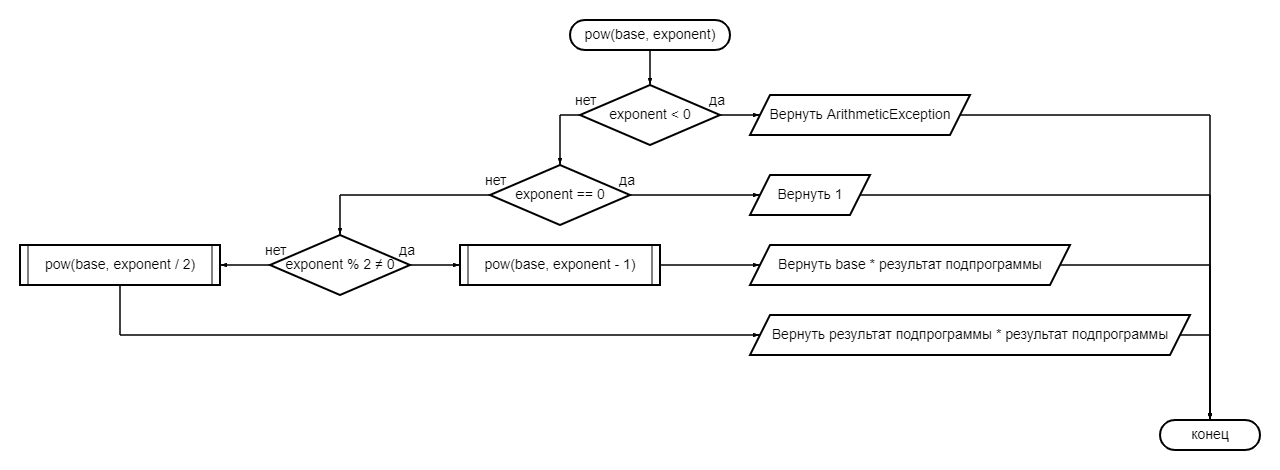 pow(base, exponent)
нет
да
exponent < 0
Вернуть ArithmeticException
нет
да
exponent == 0
Вернуть 1
нет
да
pow(base, exponent / 2)
exponent % 2 ≠ 0
pow(base, exponent - 1)
Вернуть base * результат подпрограммы
Вернуть результат подпрограммы * результат подпрограммы
конец